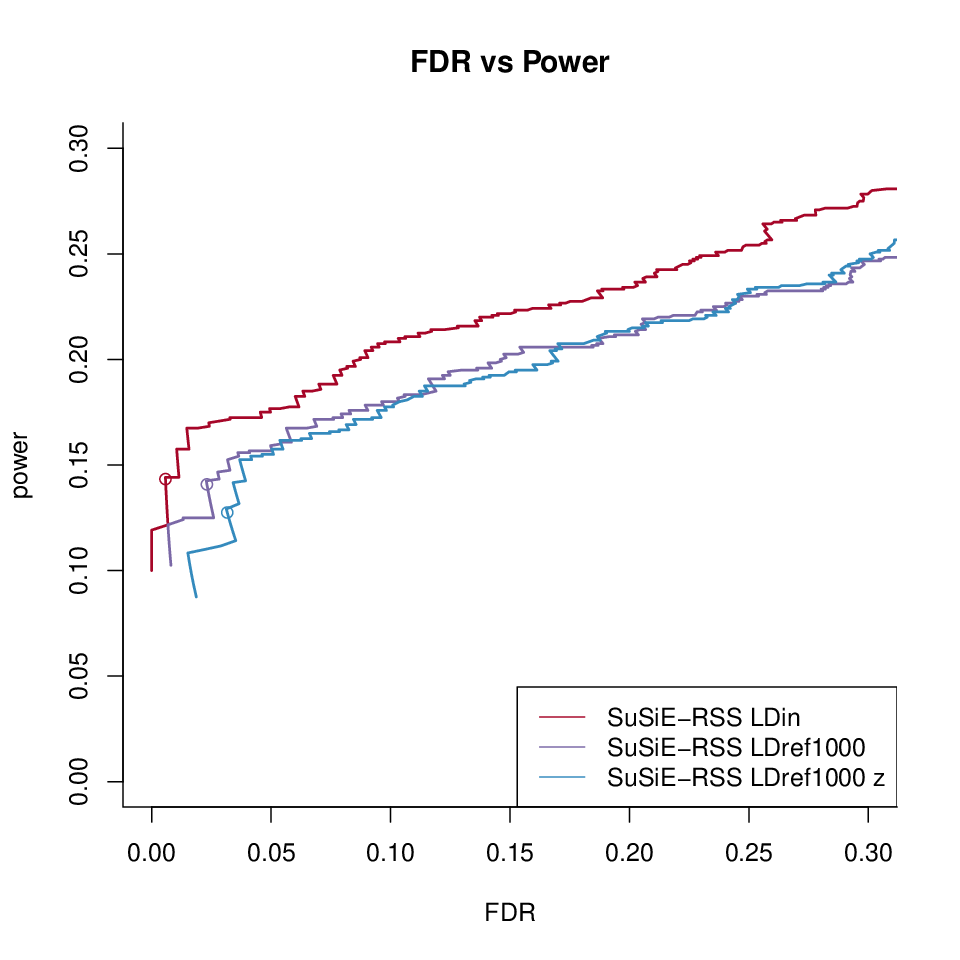 FDR vs Power
power
0.30
0.25
0.20
0.15
0.10
0.05
0.00
SuSiE−RSS LDin
SuSiE−RSS LDref1000
SuSiE−RSS LDref1000 z
0.00 0.05 0.10 0.15 0.20 0.25 0.30
FDR